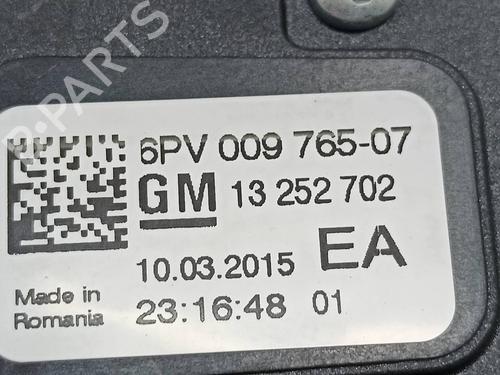 R-PARTS
6PV 009 765-07
GM 13 252 702
10.03.2015 EA
Made in
Romania
23:16:48 01